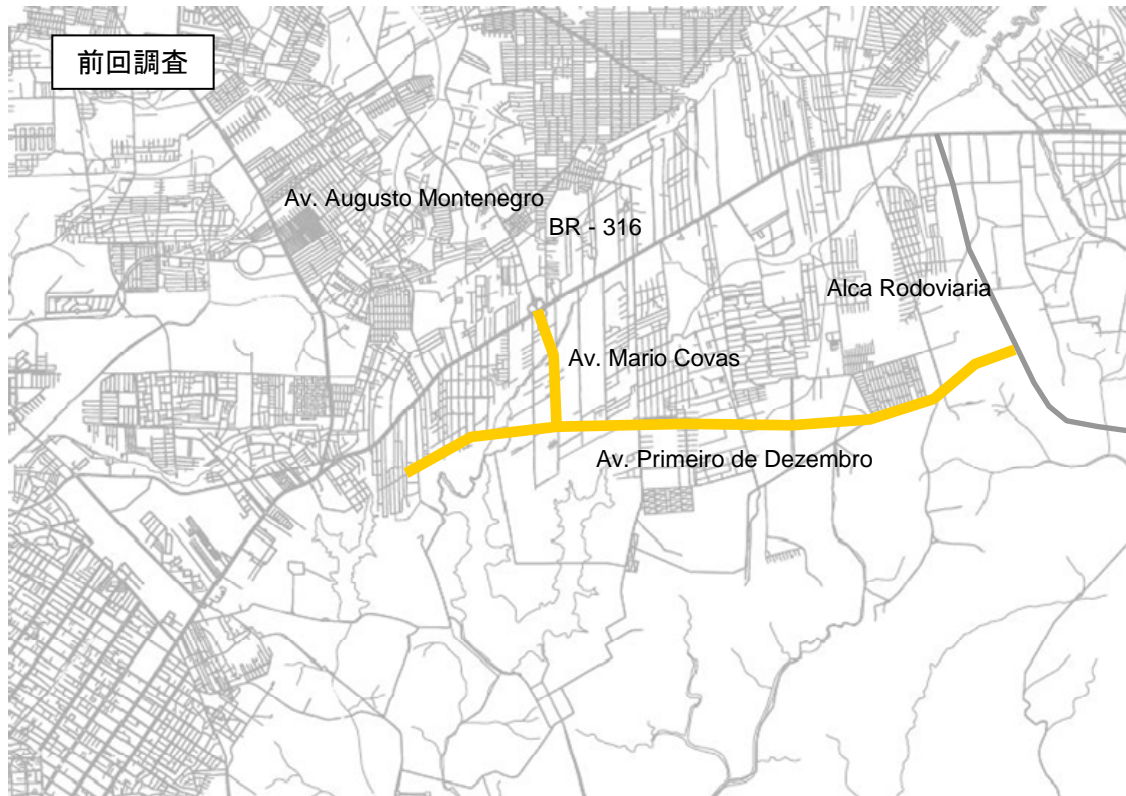 前回調査
Av. Augusto Montenegro
BR - 316
Alca Rodoviaria
Av. Mario Covas
Av. Primeiro de Dezembro